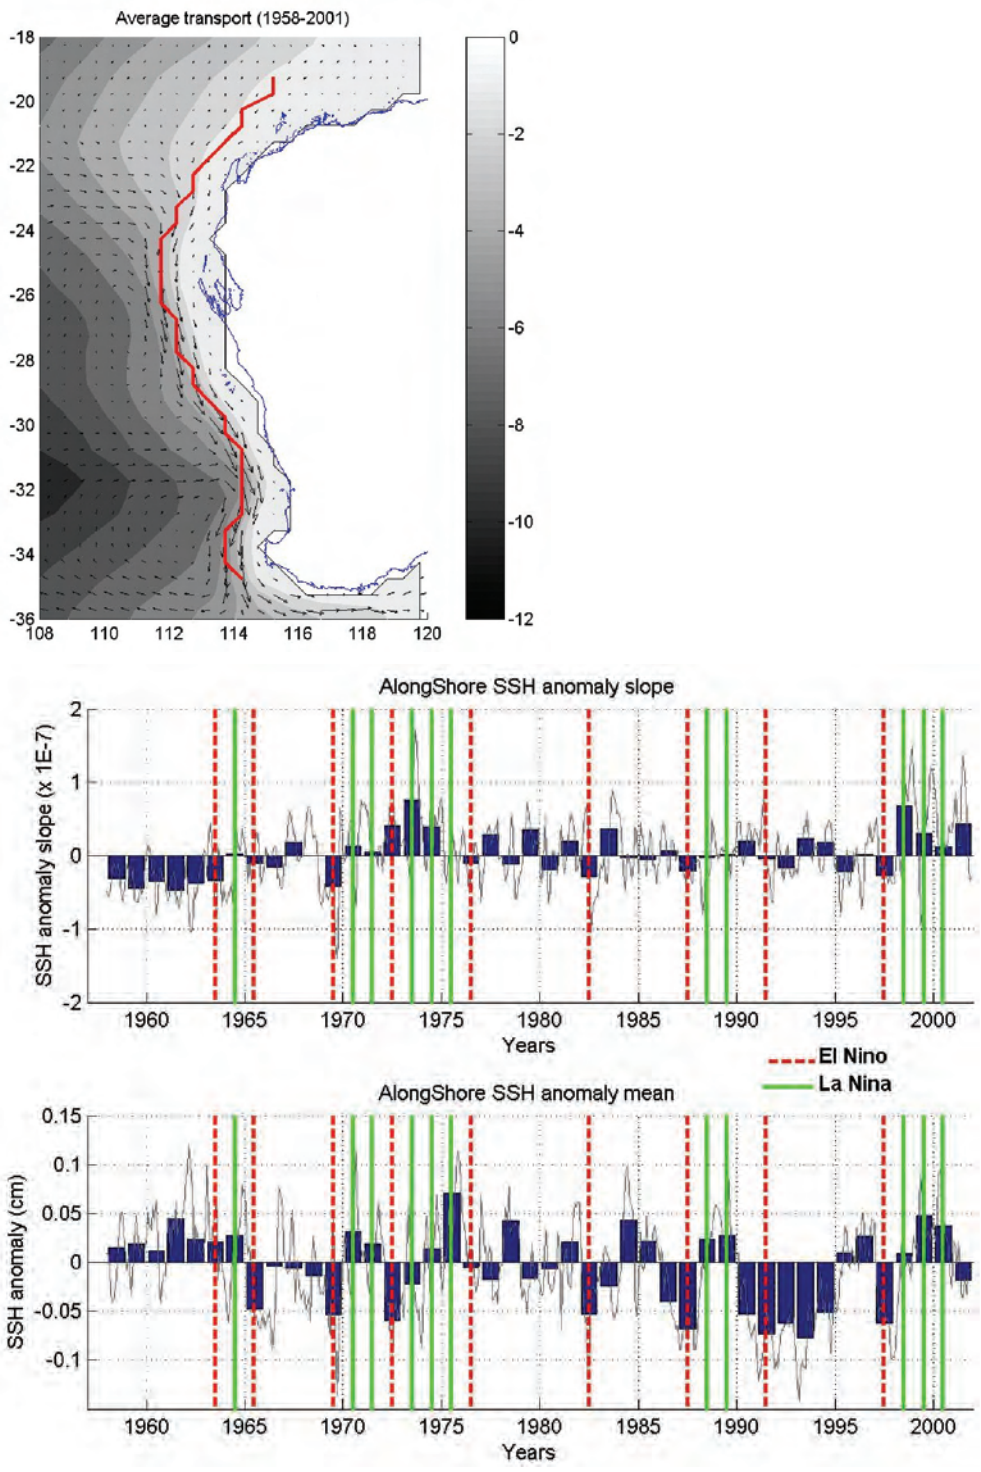 Average transport (1958-2001)
-18
-20
-22
-24
-26
-28
-30
-32
-34
-36
108 110 112 114 116 118 120
0
-2
-4
-6
-8
-10
-12
AlongShore SSH anomaly slope
SSH anomaly slope (x 1E-7)
2
1
0
-1
-2
1960 1965 1970 1975 1980 1985 1990 1995 2000
Years
El Nino
La Nina
AlongShore SSH anomaly mean
SSH anomaly (cm)
0.15
0.1
0.05
0
-0.05
-0.1
1960 1965 1970 1975 1980 1985 1990 1995 2000
Years